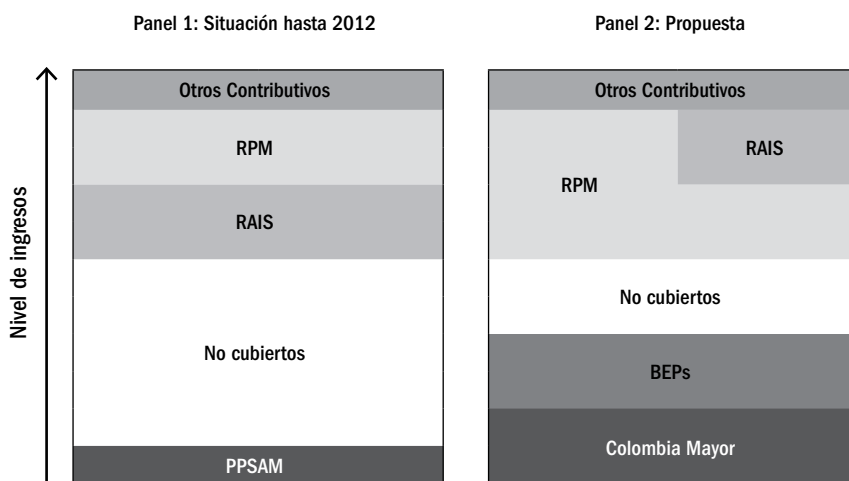 Panel 1: Situación hasta 2012
Panel 2: Propuesta
Nivel de ingresos
Otros Contributivos
RPM
RAIS
No cubiertos
PPSAM
Otros Contributivos
RPM
RAIS
No cubiertos
BEPs
Colombia Mayor